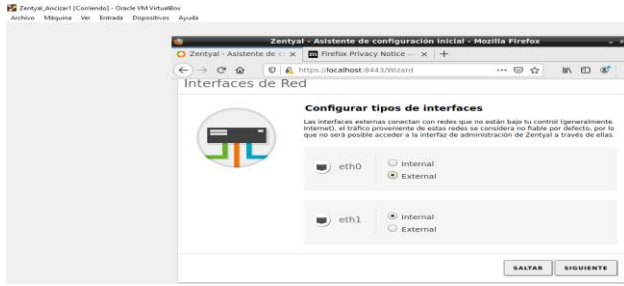 Zentyal_Ancizar1 [Corriendo] - Oracle VM VirtualBox
Archivo Máquina Ver Entrada Dispositivos Ayuda
Zentyal - Asistente de configuración inicial - Mozilla Firefox
Zentyal - Asistente de c
Firefox Privacy Notice —
https://localhost:8443/Wizard
Interfaces de Red
Configurar tipos de interfaces
Las interfaces externas conectan con redes que no están bajo tu control (generalmente
Internet), el tráfico proveniente de estas redes se considera no fiable por defecto, por lo
que no será posible acceder a la interfaz de administración de Zentyal a través de ellas.
eth0
Internal
External
eth1
Internal
External
SALTAR SIGUIENTE